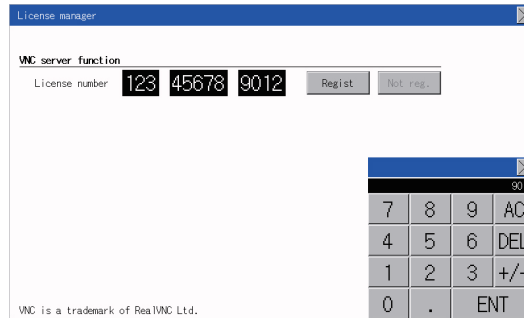 License manager
VNC server function
License number 123 45678 9012 Regist Not reg.
90
7 8 9 AC
4 5 6 DEL
1 2 3 +/-
0 . ENT
VNC is a trademark of RealVNC Ltd.